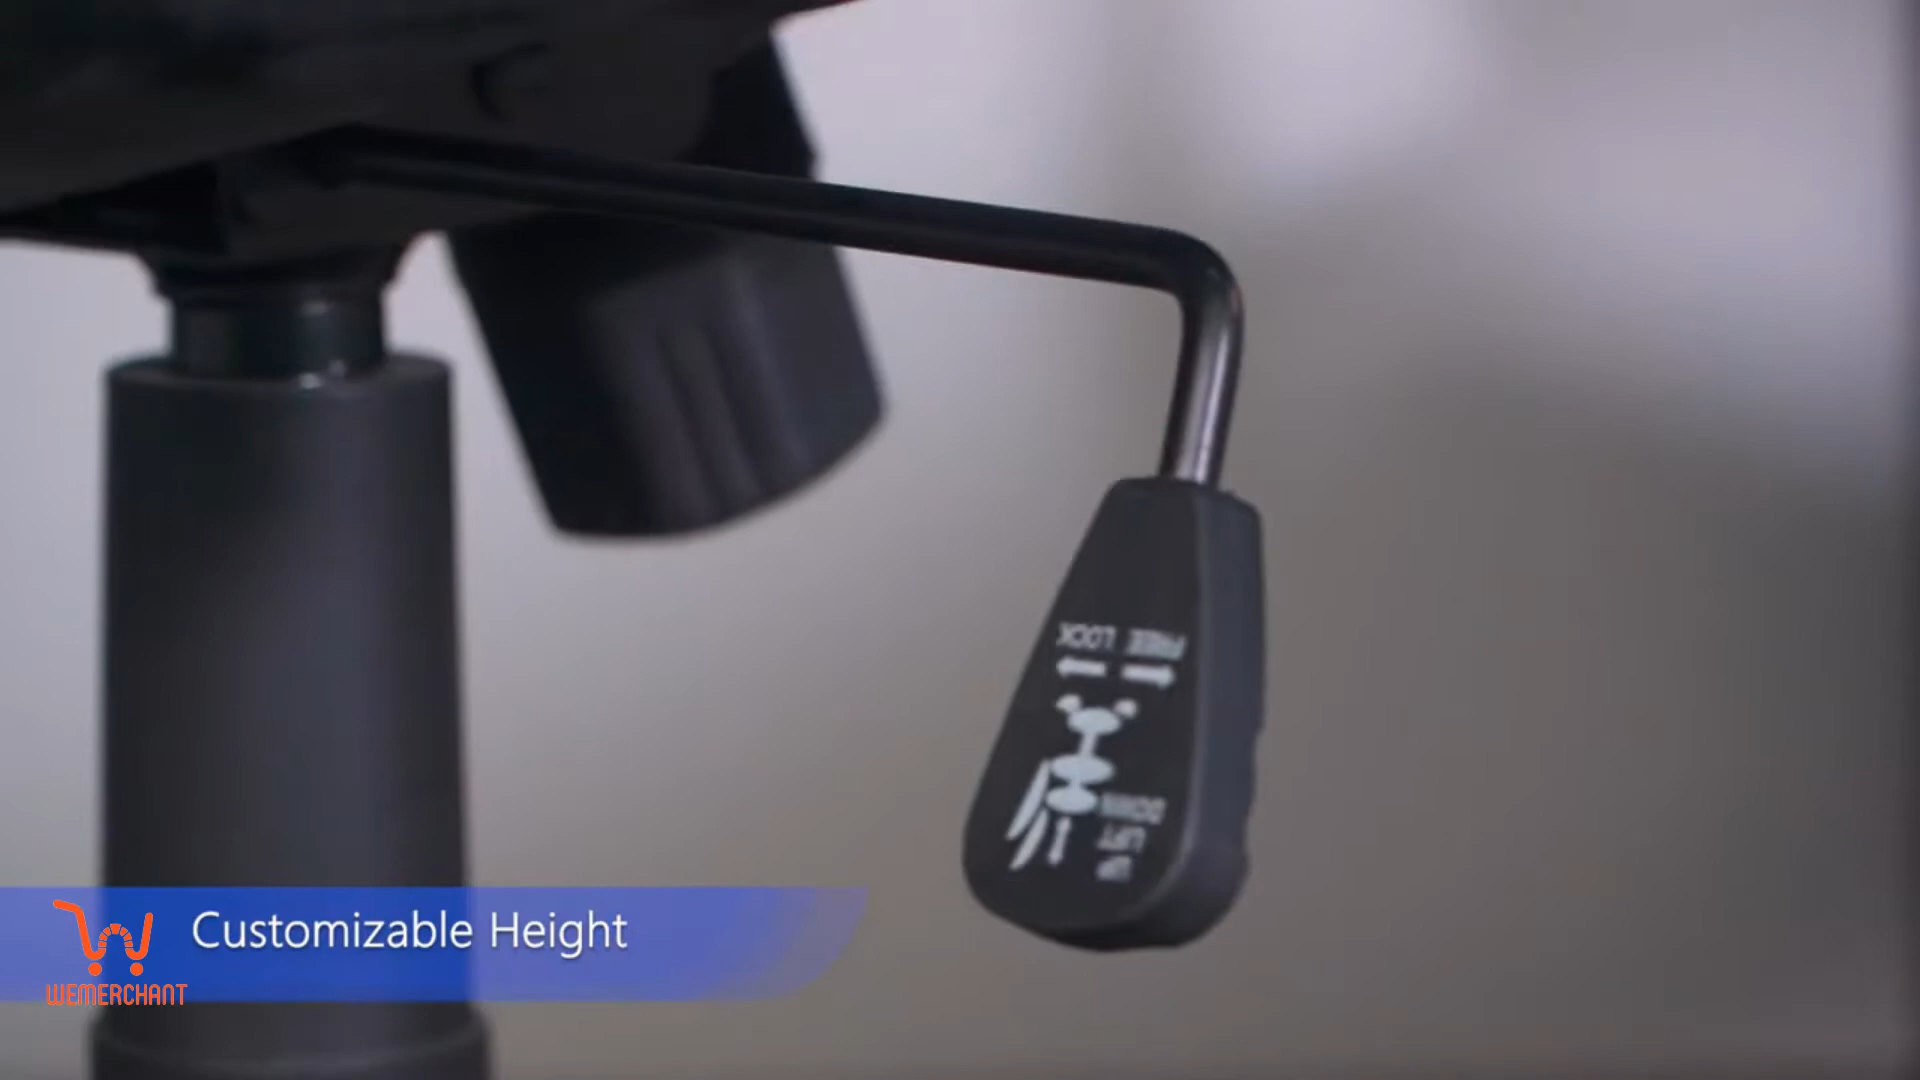 FREE LOCK
DOWN
LIFT
UP
Customizable Height
WEMERCHANT